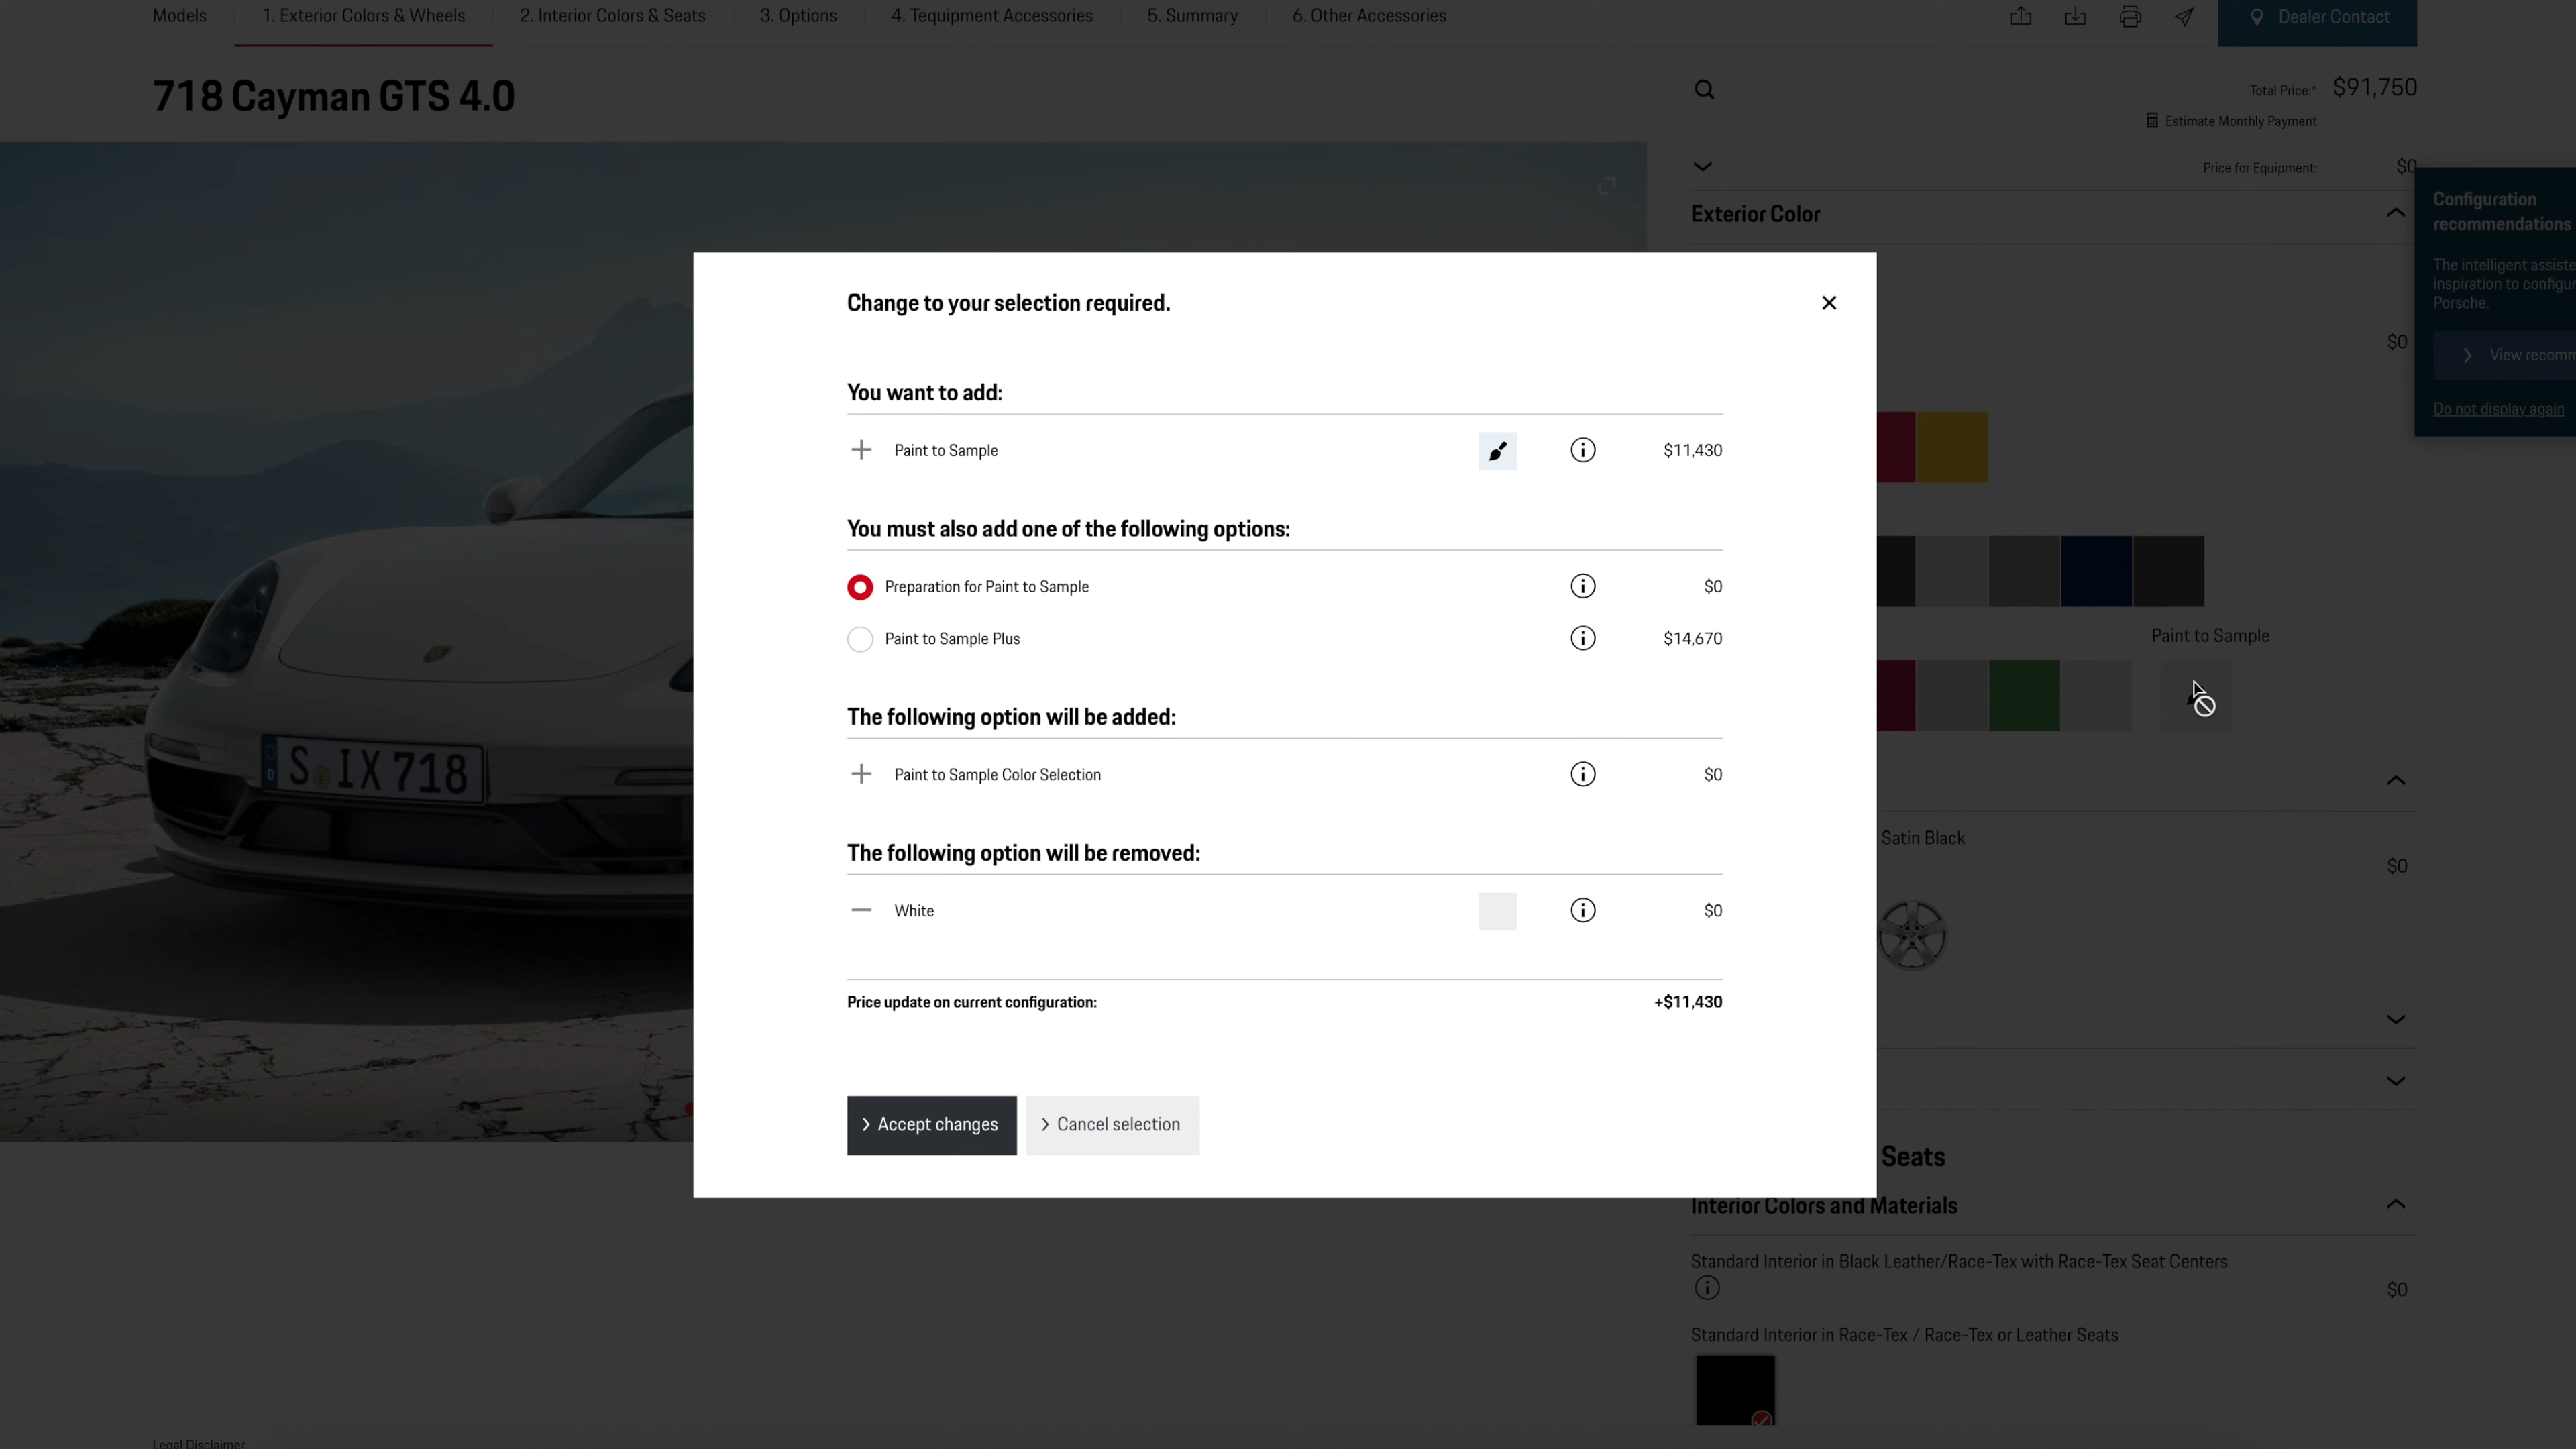 Models
1. Exterior Colors & Wheels
2. Interior Colors & Seats
3. Options
4. Tequipment Accessories
5. Summary
6. Other Accessories
Dealer Contact
718 Cayman GTS 4.0
Total Price:* $91,750
Estimate Monthly Payment
Price for Equipment: $0
Exterior Color
Configuration
recommendations
The intelligent assiste
inspiration to configur
Porsche.
$0
View recomm
Do not display again
Change to your selection required.
You want to add:
Paint to Sample $11,430
You must also add one of the following options:
Preparation for Paint to Sample $0
Paint to Sample Plus $14,670
Paint to Sample
The following option will be added:
Paint to Sample Color Selection $0
S IX 718
D
Satin Black
$0
The following option will be removed:
White $0
Price update on current configuration: +$11,430
Accept changes
Cancel selection
Seats
Interior Colors and Materials
Standard Interior in Black Leather/Race-Tex with Race-Tex Seat Centers
$0
Standard Interior in Race-Tex / Race-Tex or Leather Seats
Legal Disclaimer